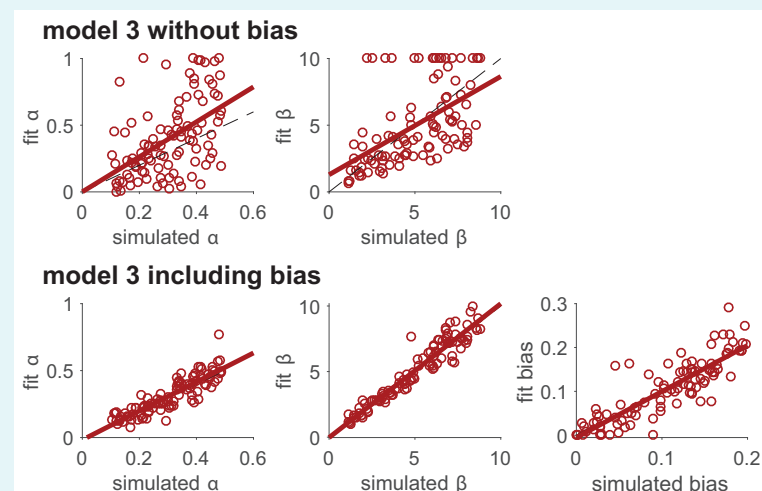 model 3 without bias
1
0.5
0
fit α
0
0.2
0.4
0.6
simulated α
10
5
0
fit β
5
10
simulated β
model 3 including bias
1
0.5
0
fit α
0
0.2
0.4
0.6
simulated α
10
5
0
fit β
0
5
10
simulated β
0.3
0.2
0.1
0
fit bias
0
0.1
0.2
simulated bias